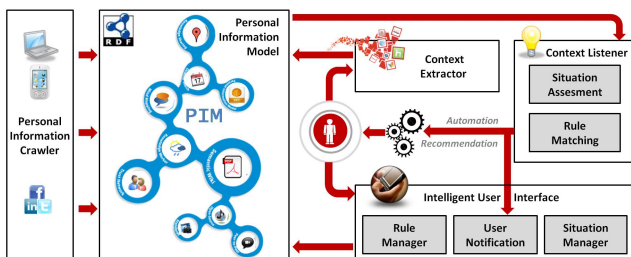 Personal
Information
Crawler
RDF
Personal
Information
Model
17
PIM
Context
Extractor
Context Listener
Situation
Assesment
Rule
Matching
Automation
Recommendation
Intelligent User Interface
Rule
Manager
User
Notification
Situation
Manager